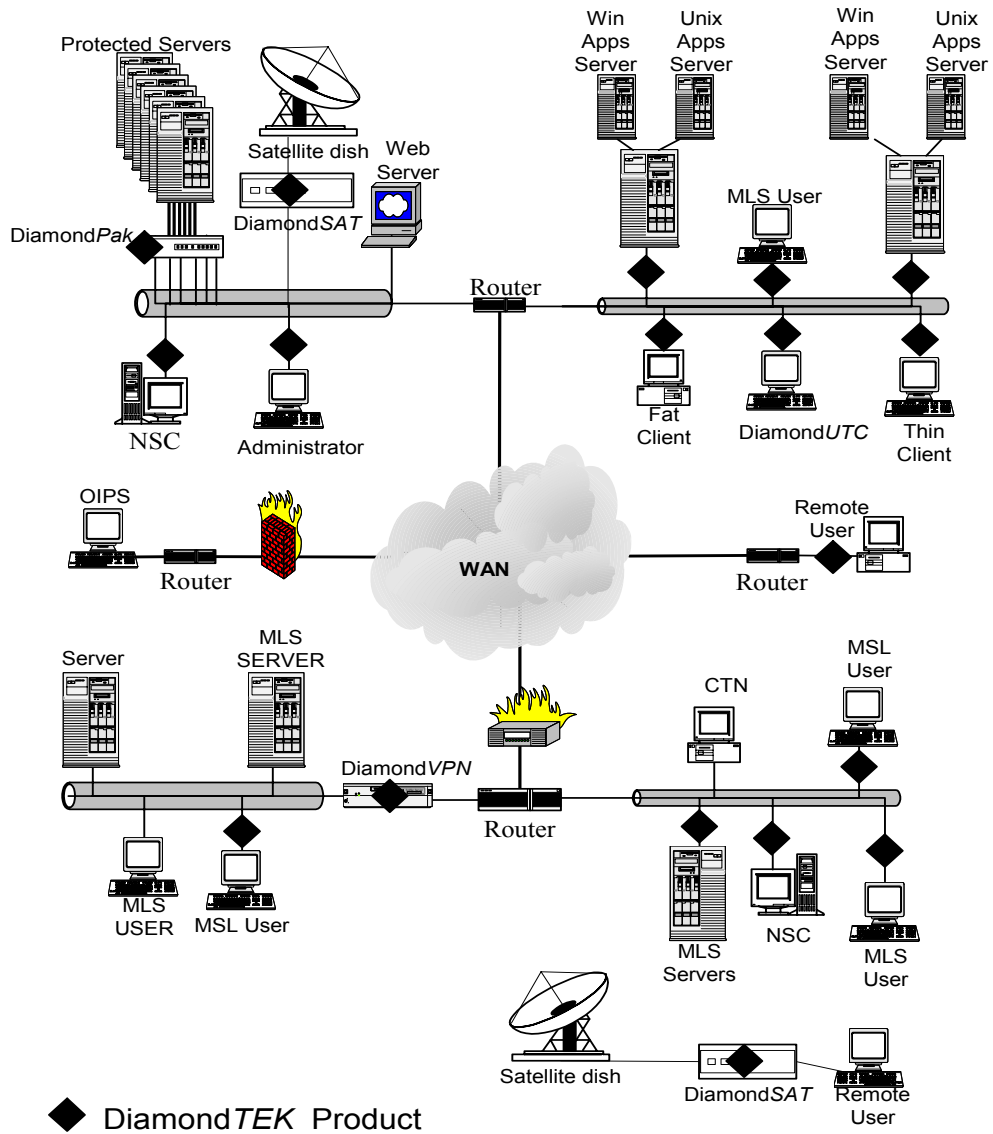 Protected Servers
Satellite dish
Web
Server
DiamondSAT
DiamondPak
NSC
Administrator
Router
Win
Apps
Server
Unix
Apps
Server
Win
Apps
Server
Unix
Apps
Server
MLS User
Fat
Client
DiamondUTC
Thin
Client
OIPS
Router
WAN
Remote
User
Router
Server
MLS
SERVER
DiamondVPN
Router
MLS
USER
MSL User
CTN
MSL
User
MLS
Servers
NSC
MLS
User
Satellite dish
DiamondSAT
Remote
User
DiamondTEK Product